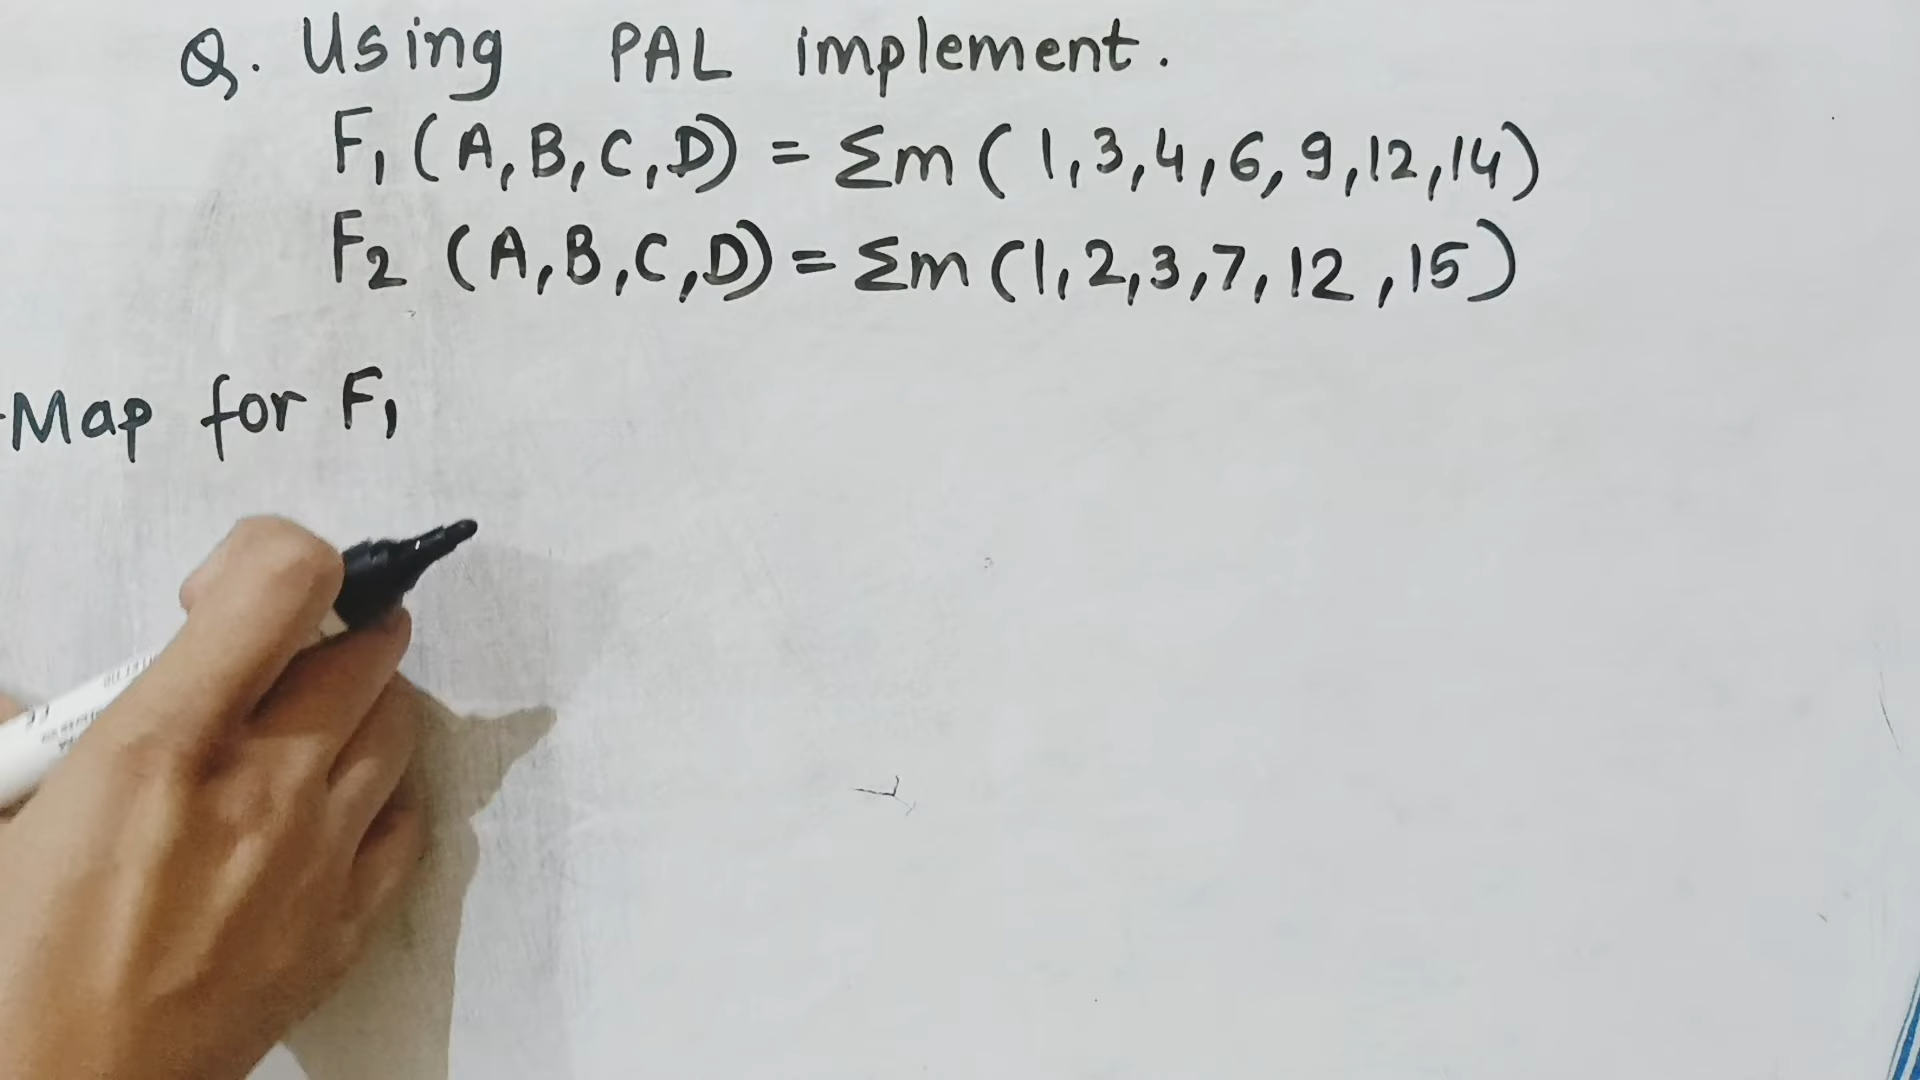 Q. Using PAL implement.
F₁ (A,B,C,D) = Σm ( 1,3,4,6,9,12,14)
F₂ (A,B,C,D) = Σm (1,2,3,7,12,15)
-Map for F₁